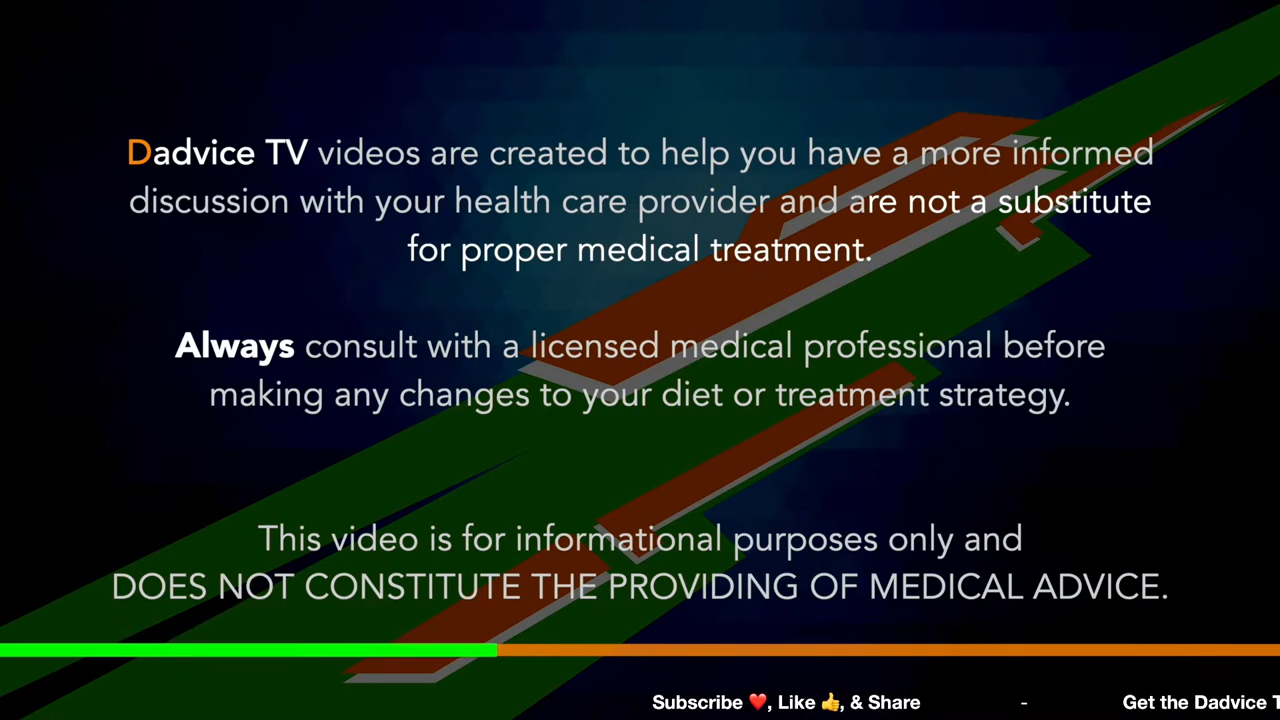 Dadvice TV videos are created to help you have a more informed
discussion with your health care provider and are not a substitute
for proper medical treatment.
Always consult with a licensed medical professional before
making any changes to your diet or treatment strategy.
This video is for informational purposes only and
DOES NOT CONSTITUTE THE PROVIDING OF MEDICAL ADVICE.
Subscribe ❤️, Like 👍, & Share - Get the Dadvice T